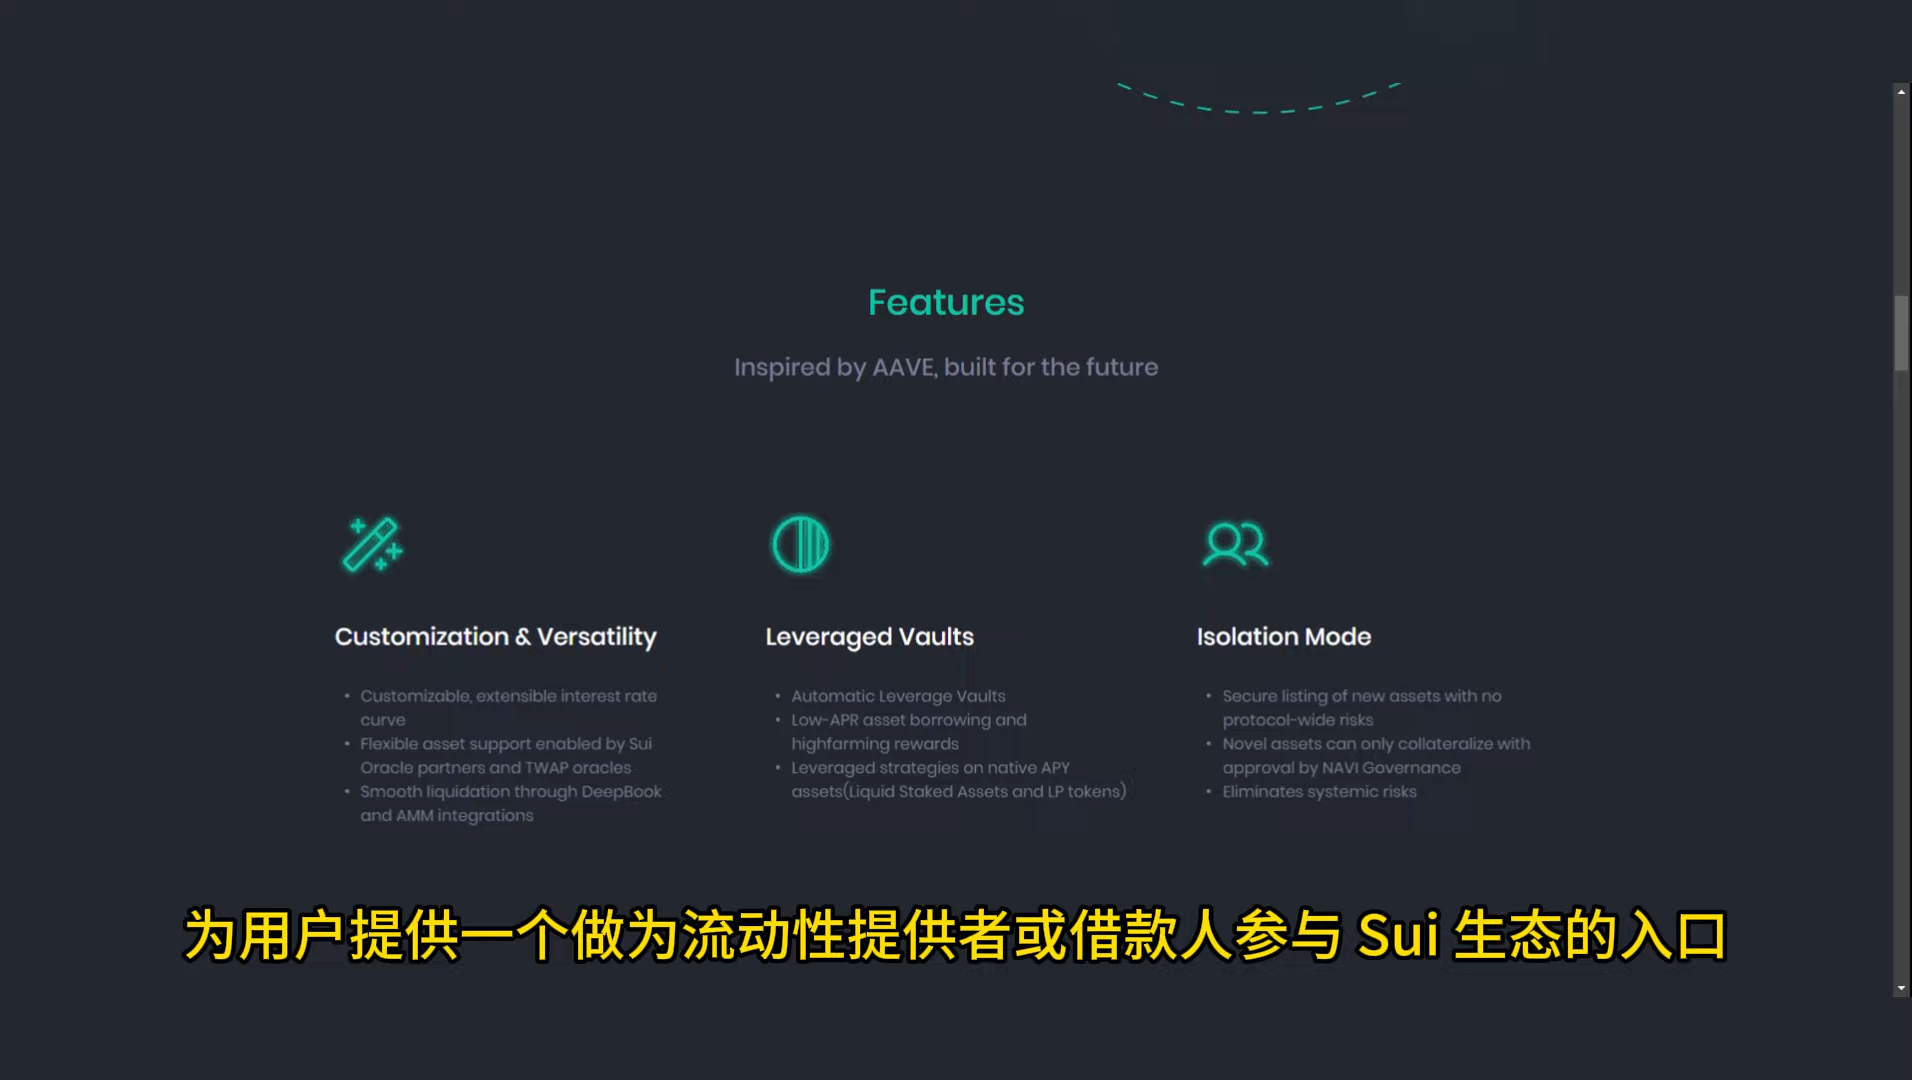 Features
Inspired by AAVE, built for the future
Customization & Versatility
• Customizable, extensible interest rate
curve
• Flexible asset support enabled by Sui
Oracle partners and TWAP oracles
• Smooth liquidation through DeepBook
and AMM integrations
Leveraged Vaults
• Automatic Leverage Vaults
• Low-APR asset borrowing and
highfarming rewards
• Leveraged strategies on native APY
assets(Liquid Staked Assets and LP tokens)
Isolation Mode
• Secure listing of new assets with no
protocol-wide risks
• Novel assets can only collateralize with
approval by NAVI Governance
• Eliminates systemic risks
为用户提供一个做为流动性提供者或借款人参与 Sui 生态的入口